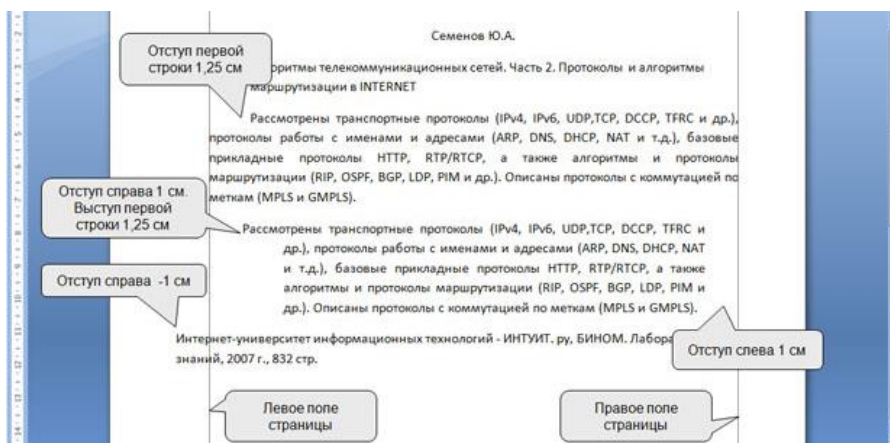 Семенов Ю.А.
Отступ первой
строки 1,25 см
оритмы телекоммуникационных сетей. Часть 2. Протоколы и алгоритмы
маршрутизации в INTERNET
Рассмотрены транспортные протоколы (IPv4, IPv6, UDP,TCP, DCCP, TFRC и др.),
протоколы работы с именами и адресами (ARP, DNS, DHCP, NAT и т.д.), базовые
прикладные протоколы HTTP, RTP/RTCP, а также алгоритмы и протоколы
маршрутизации (RIP, OSPF, BGP, LDP, PIM и др.). Описаны протоколы с коммутацией по
меткам (MPLS и GMPLS).
Отступ справа 1 см.
Выступ первой
строки 1,25 см
Рассмотрены транспортные протоколы (IPv4, IPv6, UDP,TCP, DCCP, TFRC и
др.), протоколы работы с именами и адресами (ARP, DNS, DHCP, NAT
и т.д.), базовые прикладные протоколы HTTP, RTP/RTCP, а также
алгоритмы и протоколы маршрутизации (RIP, OSPF, BGP, LDP, PIM и
др.). Описаны протоколы с коммутацией по меткам (MPLS и GMPLS).
Отступ справа -1 см
Интернет-университет информационных технологий - ИНТУИТ. ру, БИНОМ. Лабора
знаний, 2007 г., 832 стр.
Отступ слева 1 см
Левое поле
страницы
Правое поле
страницы